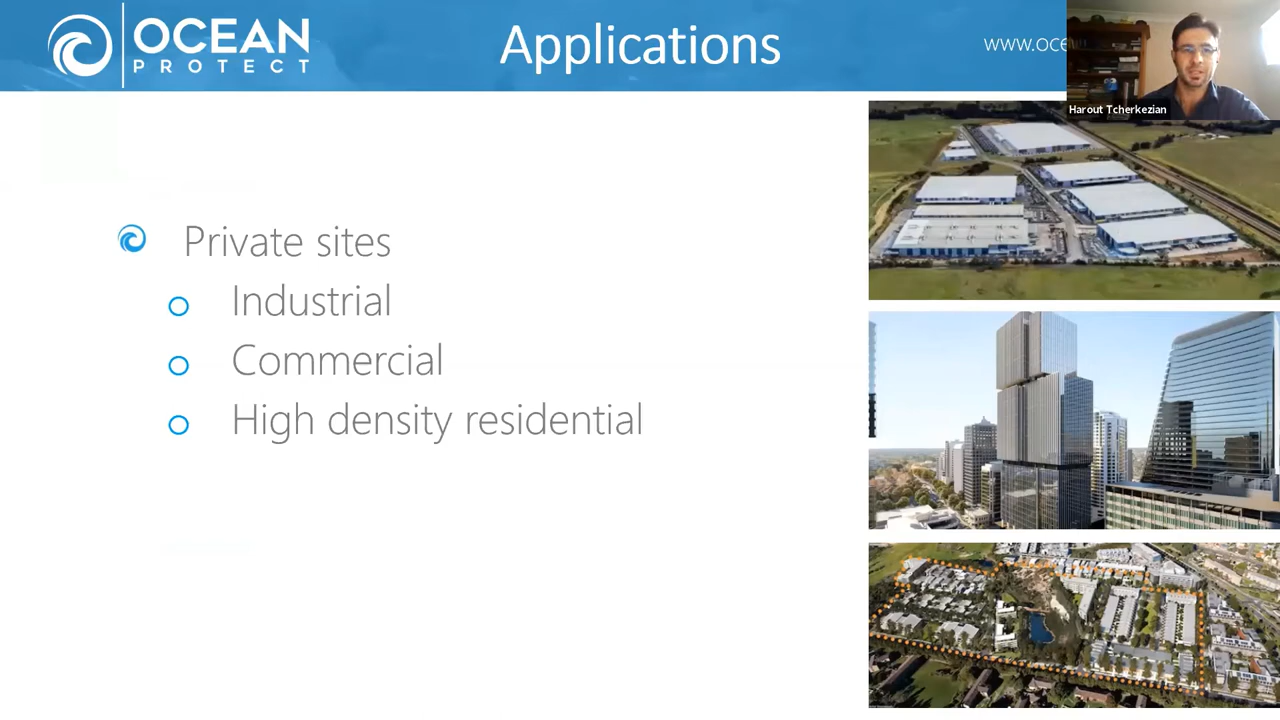 OCEAN
PROTECT
Applications
www.oce
Harout Tcherkezian
Private sites
Industrial
Commercial
High density residential